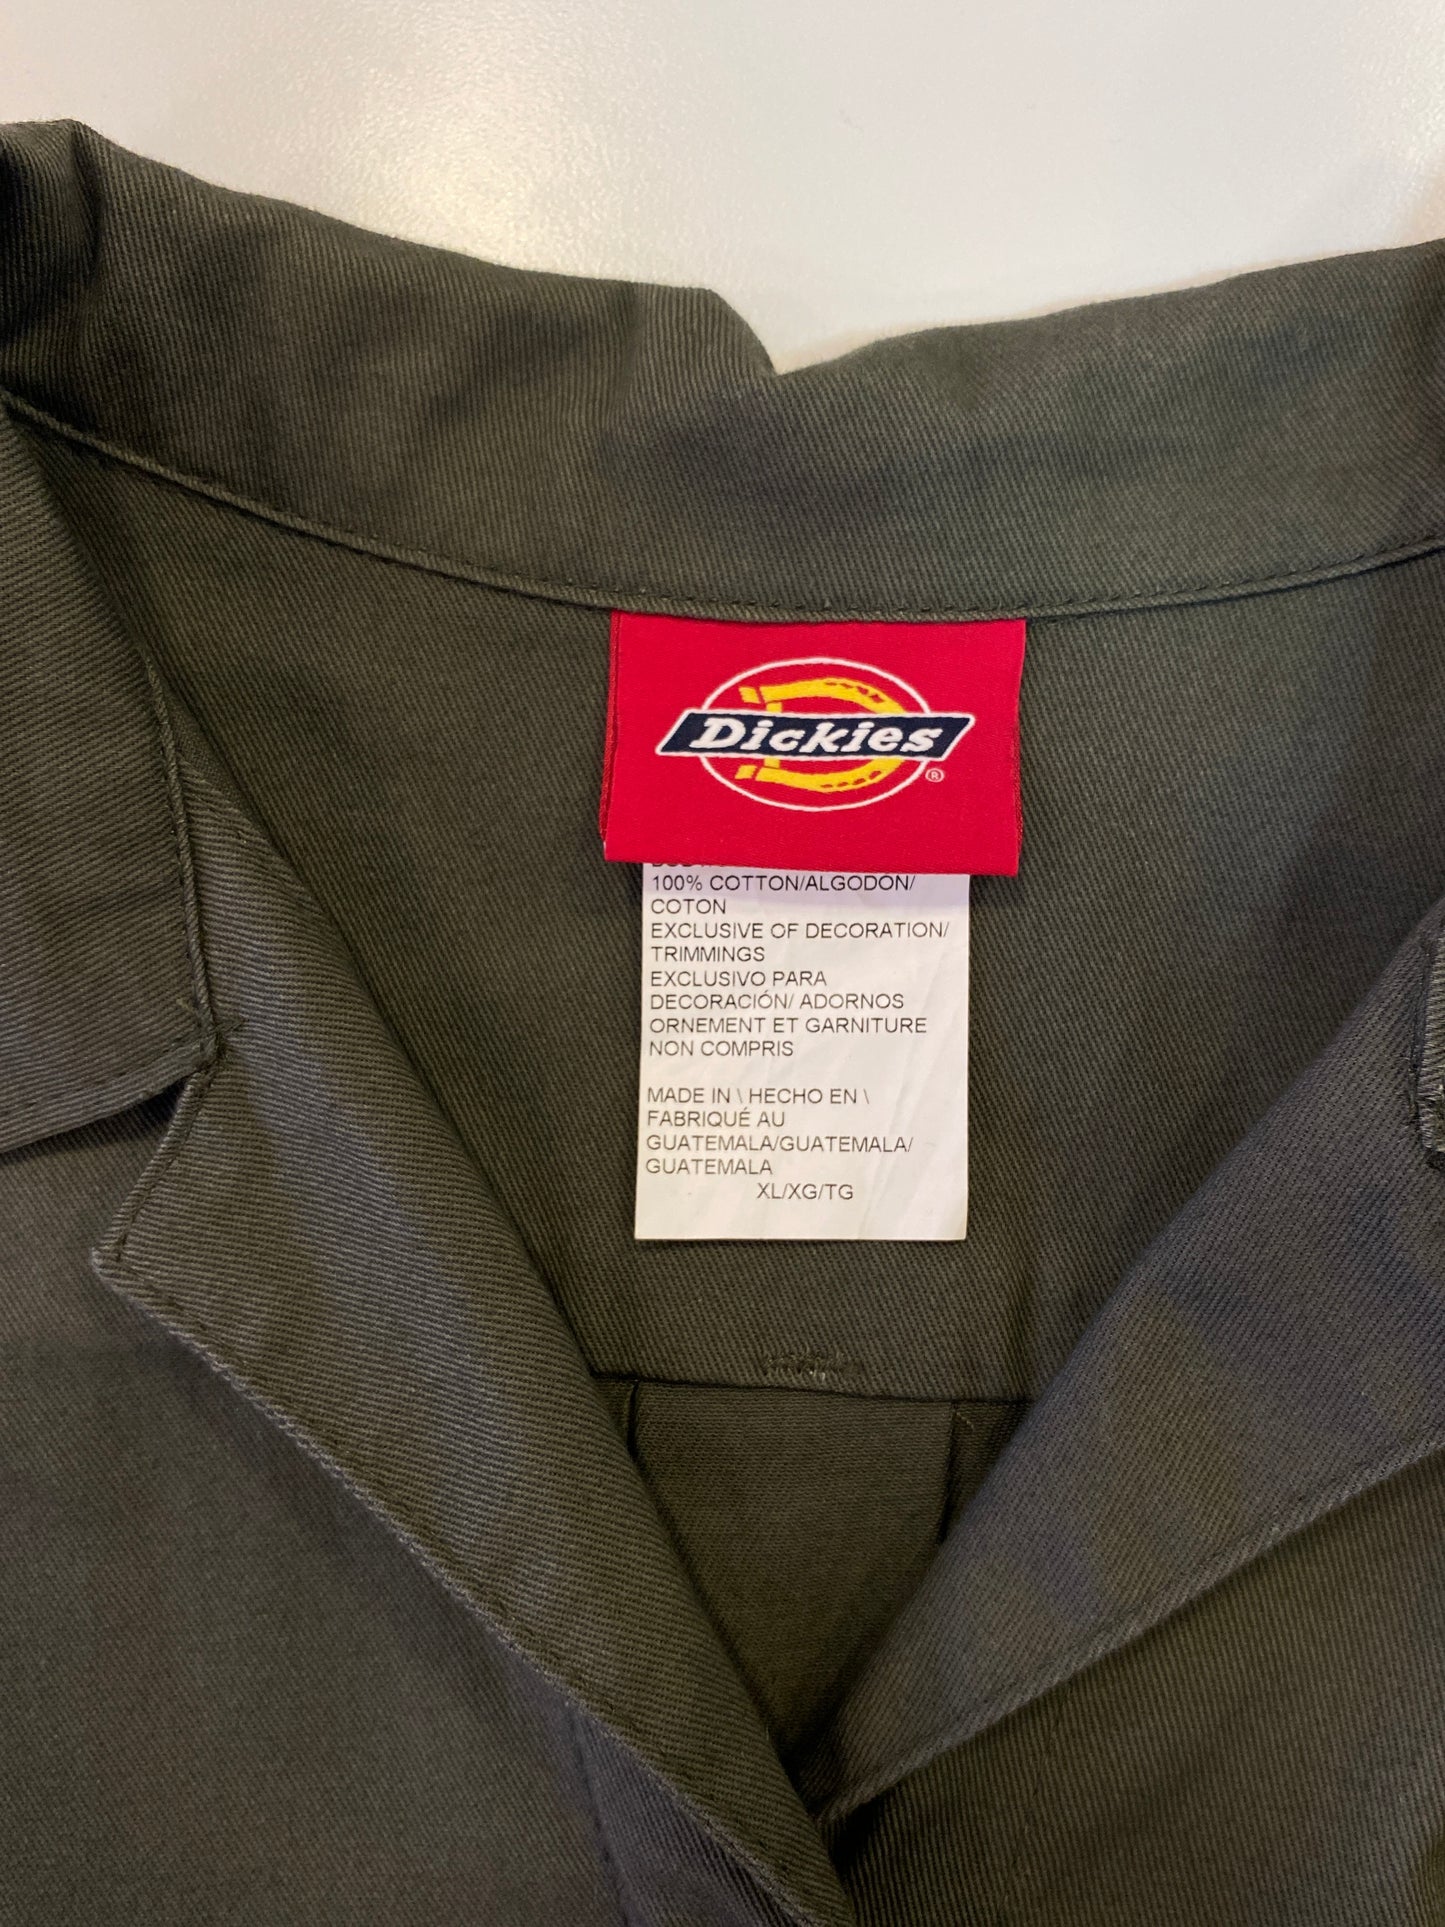 Dickies
®
100% COTTON/ALGODÓN/
COTON
EXCLUSIVE OF DECORATION/
TRIMMINGS
EXCLUSIVO PARA
DECORACIÓN/ ADORNOS
ORNEMENT ET GARNITURE
NON COMPRIS
MADE IN \ HECHO EN \
FABRIQUÉ AU
GUATEMALA/GUATEMALA/
GUATEMALA
XL/XG/TG